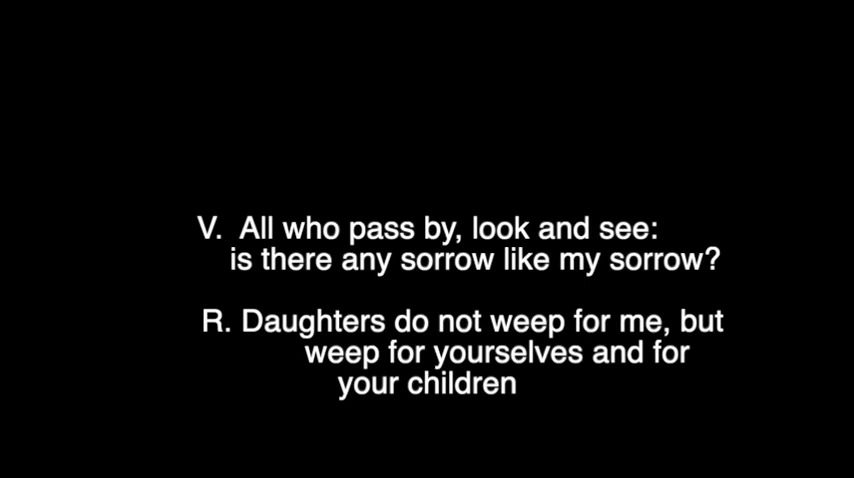 V. All who pass by, look and see:
is there any sorrow like my sorrow?
R. Daughters do not weep for me, but
weep for yourselves and for
your children